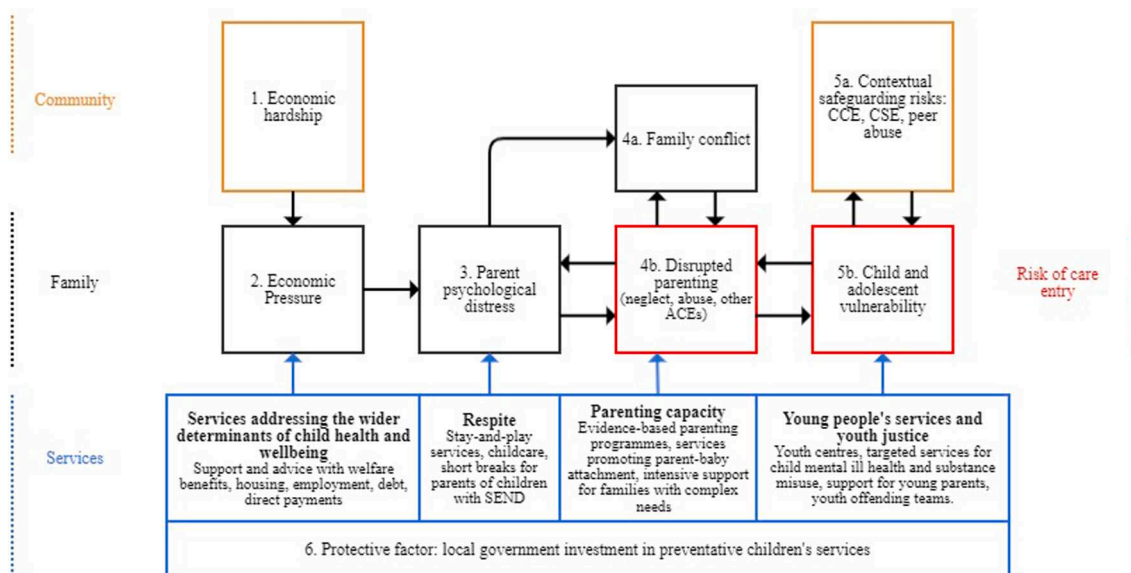 Community
1. Economic
hardship
4a. Family conflict
5a. Contextual
safeguarding risks:
CCE, CSE, peer
abuse
Family
2. Economic
Pressure
3. Parent
psychological
distress
4b. Disrupted
parenting
(neglect, abuse, other
ACEs)
5b. Child and
adolescent
vulnerability
Risk of care
entry
Services
Services addressing the wider
determinants of child health and
wellbeing
Support and advice with welfare
benefits, housing, employment, debt,
direct payments
Respite
Stay-and-play
services, childcare,
short breaks for
parents of children
with SEND
Parenting capacity
Evidence-based parenting
programmes, services
promoting parent-baby
attachment, intensive support
for families with complex
needs
Young people's services and
youth justice
Youth centres, targeted services for
child mental ill health and substance
misuse, support for young parents,
youth offending teams.
6. Protective factor: local government investment in preventative children's services